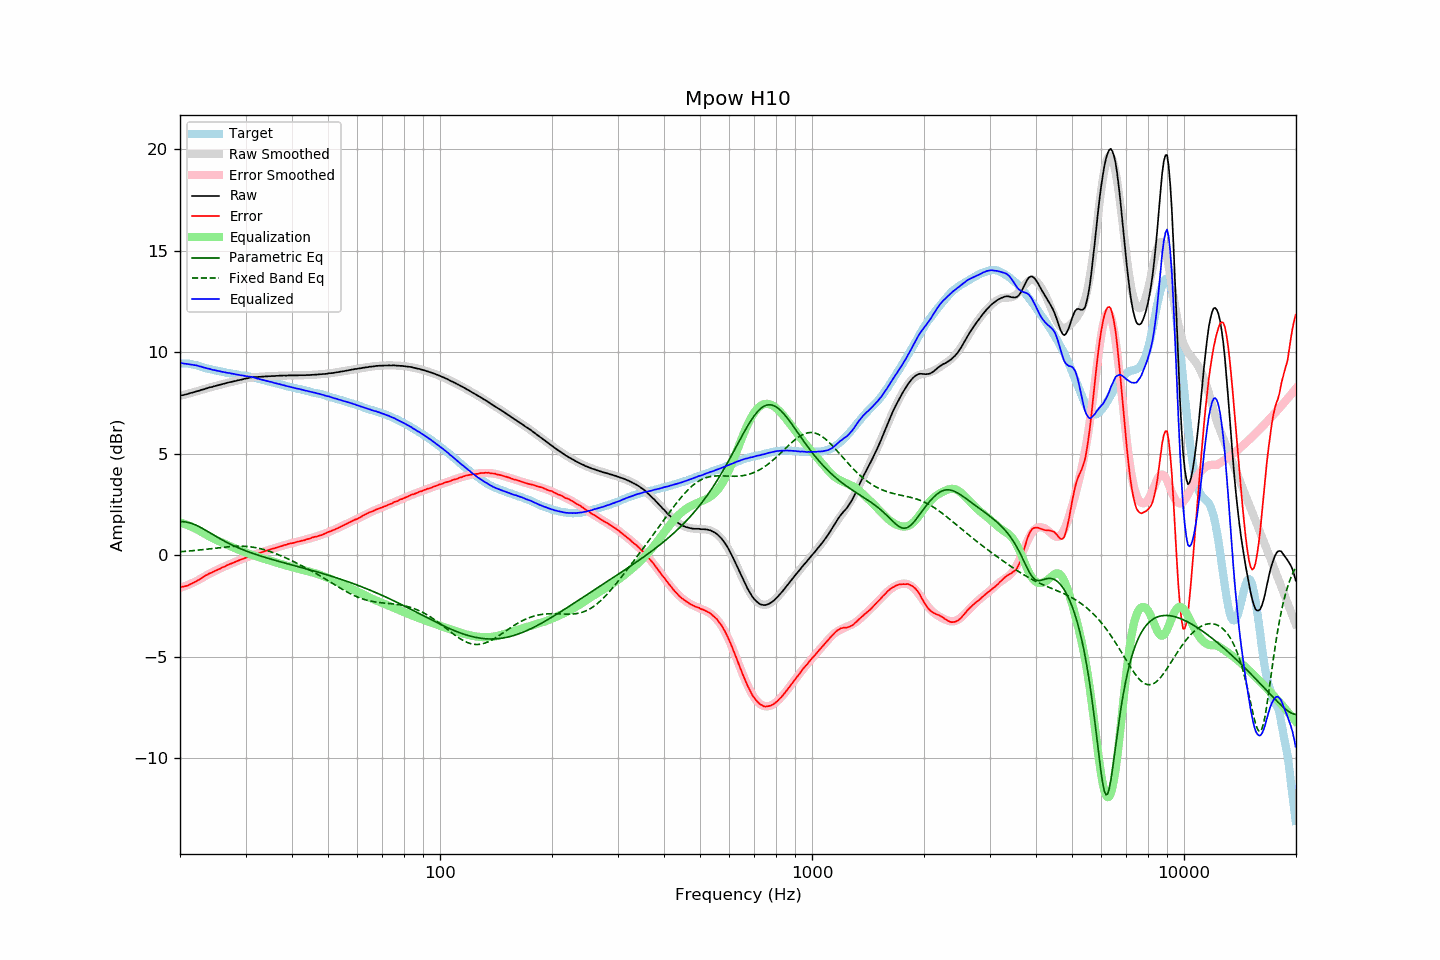 Mpow H10
Target
Raw Smoothed
Error Smoothed
Raw
Error
Equalization
Parametric Eq
Fixed Band Eq
Equalized
20
15
10
5
0
−5
−10
Amplitude (dBr)
100
1000
10000
Frequency (Hz)